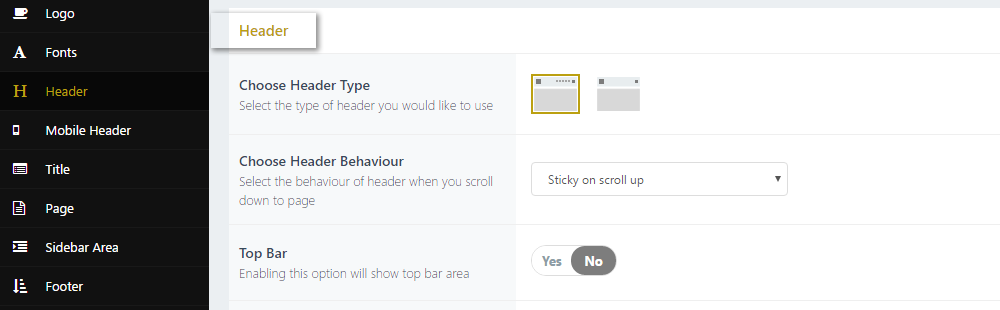 Logo
Fonts
Header
Mobile Header
Title
Page
Sidebar Area
Footer
Header
Choose Header Type
Select the type of header you would like to use
Choose Header Behaviour
Select the behaviour of header when you scroll
down to page
Sticky on scroll up
Top Bar
Enabling this option will show top bar area
Yes No